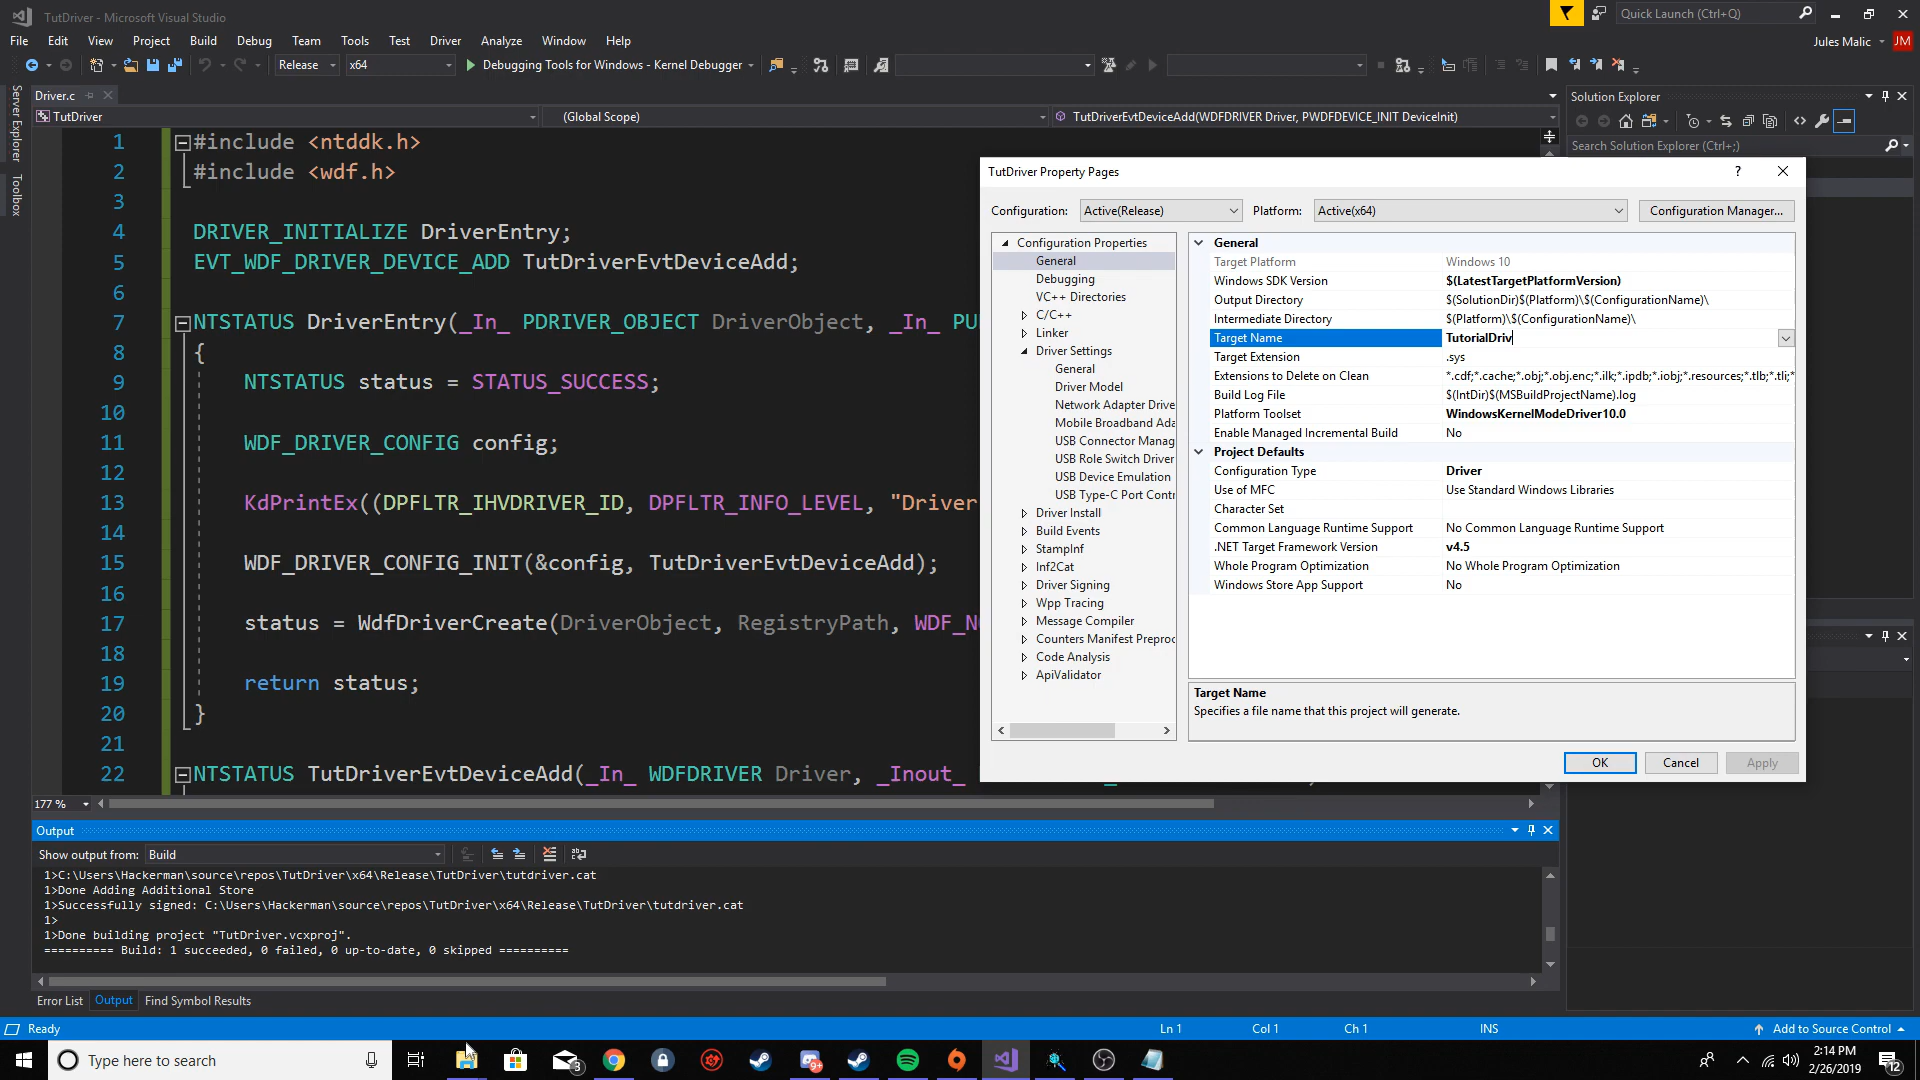 TutDriver - Microsoft Visual Studio
Quick Launch (Ctrl+Q)
File Edit View Project Build Debug Team Tools Test Driver Analyze Window Help
Jules Malic JM
Release x64 Debugging Tools for Windows - Kernel Debugger
Server Explorer
Toolbox
Driver.c
TutDriver (Global Scope) TutDriverEvtDeviceAdd(WDFDRIVER Driver, PWDFDEVICE_INIT DeviceInit)
1 #include <ntddk.h>
2 #include <wdf.h>
3
4 DRIVER_INITIALIZE DriverEntry;
5 EVT_WDF_DRIVER_DEVICE_ADD TutDriverEvtDeviceAdd;
6
7 NTSTATUS DriverEntry(_In_ PDRIVER_OBJECT DriverObject, _In_ PU
8 {
9 NTSTATUS status = STATUS_SUCCESS;
10
11 WDF_DRIVER_CONFIG config;
12
13 KdPrintEx((DPFLTR_IHVDRIVER_ID, DPFLTR_INFO_LEVEL, "Driver
14
15 WDF_DRIVER_CONFIG_INIT(&config, TutDriverEvtDeviceAdd);
16
17 status = WdfDriverCreate(DriverObject, RegistryPath, WDF_N
18
19 return status;
20 }
21
22 NTSTATUS TutDriverEvtDeviceAdd(_In_ WDFDRIVER Driver, _Inout_
177 %
Solution Explorer
Search Solution Explorer (Ctrl+;)
TutDriver Property Pages
?
Configuration: Active(Release) Platform: Active(x64) Configuration Manager...
Configuration Properties
General
Debugging
VC++ Directories
C/C++
Linker
Driver Settings
General
Driver Model
Network Adapter Drive
Mobile Broadband Ada
USB Connector Manag
USB Role Switch Driver
USB Device Emulation
USB Type-C Port Contr
Driver Install
Build Events
StampInf
Inf2Cat
Driver Signing
Wpp Tracing
Message Compiler
Counters Manifest Preproc
Code Analysis
ApiValidator
General
Target Platform Windows 10
Windows SDK Version $(LatestTargetPlatformVersion)
Output Directory $(SolutionDir)$(Platform)\$(ConfigurationName)\
Intermediate Directory $(Platform)\$(ConfigurationName)\
Target Name TutorialDriv
Target Extension .sys
Extensions to Delete on Clean *.cdf;*.cache;*.obj;*.obj.enc;*.ilk;*.ipdb;*.iobj;*.resources;*.tlb;*.tli;*
Build Log File $(IntDir)$(MSBuildProjectName).log
Platform Toolset WindowsKernelModeDriver10.0
Enable Managed Incremental Build No
Project Defaults
Configuration Type Driver
Use of MFC Use Standard Windows Libraries
Character Set
Common Language Runtime Support No Common Language Runtime Support
.NET Target Framework Version v4.5
Whole Program Optimization No Whole Program Optimization
Windows Store App Support No
Target Name
Specifies a file name that this project will generate.
OK Cancel Apply
Output
Show output from: Build
1>C:\Users\Hackerman\source\repos\TutDriver\x64\Release\TutDriver\tutdriver.cat
1>Done Adding Additional Store
1>Successfully signed: C:\Users\Hackerman\source\repos\TutDriver\x64\Release\TutDriver\tutdriver.cat
1>
1>Done building project "TutDriver.vcxproj".
========== Build: 1 succeeded, 0 failed, 0 up-to-date, 0 skipped ==========
Error List Output Find Symbol Results
Ready Ln 1 Col 1 Ch 1 INS Add to Source Control
Type here to search
3
9+
2:14 PM
2/26/2019
12